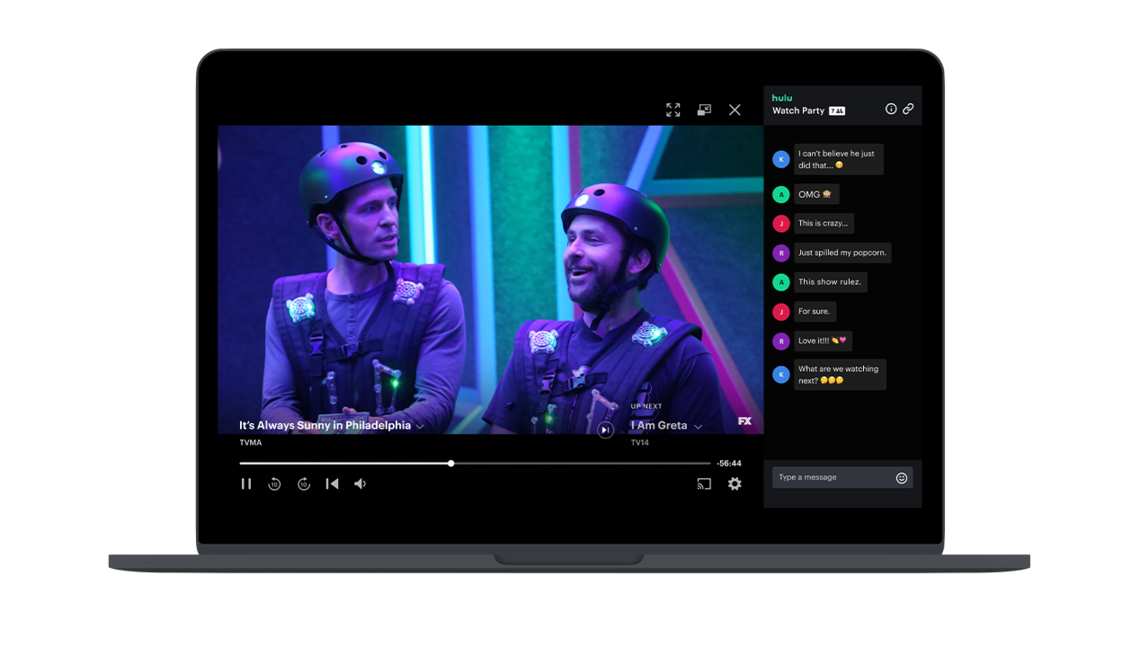 hulu
Watch Party 7
K
I can't believe he just
did that...
A
OMG
J
This is crazy...
R
Just spilled my popcorn.
A
This show rulez.
J
For sure.
R
Love it!!!
K
What are we watching
next?
Type a message
UP NEXT
It's Always Sunny in Philadelphia
I Am Greta
FX
TVMA
TV14
-56:44
10
10